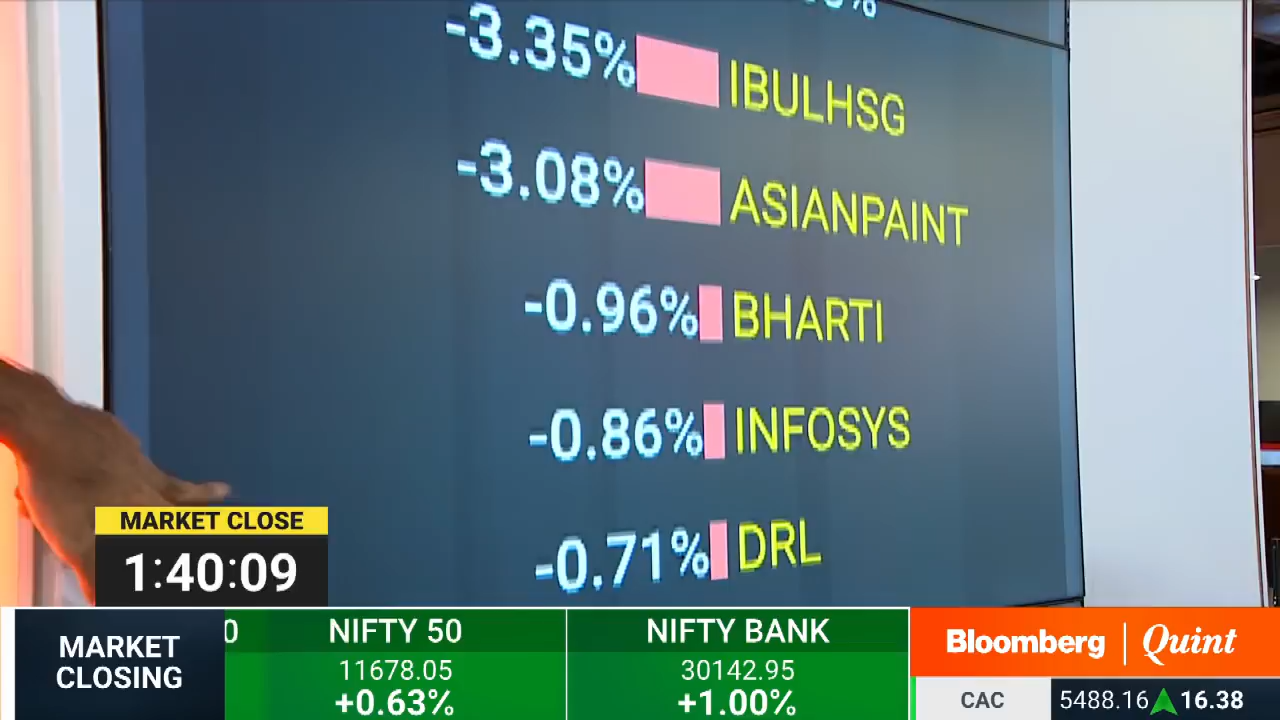 -3.35% IBULHSG
-3.08% ASIANPAINT
-0.96% BHARTI
-0.86% INFOSYS
-0.71% DRL
MARKET CLOSE
1:40:09
MARKET CLOSING
0
NIFTY 50
11678.05
+0.63%
NIFTY BANK
30142.95
+1.00%
Bloomberg | Quint
CAC 5488.16 ▲ 16.38